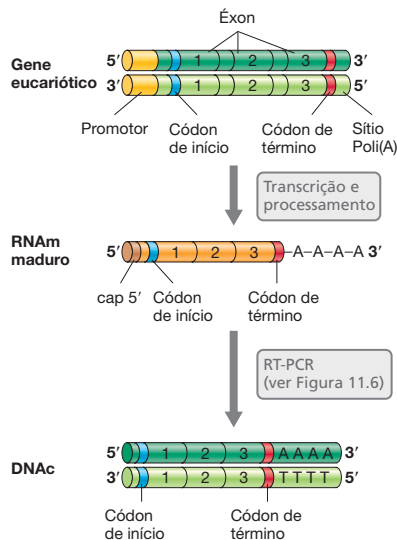 Éxon
Gene
eucariótico
5′ 1 2 3 3′
3′ 1 2 3 5′
Promotor
Códon
de início
Códon de
término
Sítio
Poli(A)
Transcrição e
processamento
RNAm
maduro
5′ 1 2 3 –A–A–A–A 3′
cap 5′
Códon
de início
Códon de
término
RT-PCR
(ver Figura 11.6)
DNAc
5′ 1 2 3 A A A A 3′
3′ 1 2 3 T T T T 5′
Códon
de início
Códon de
término